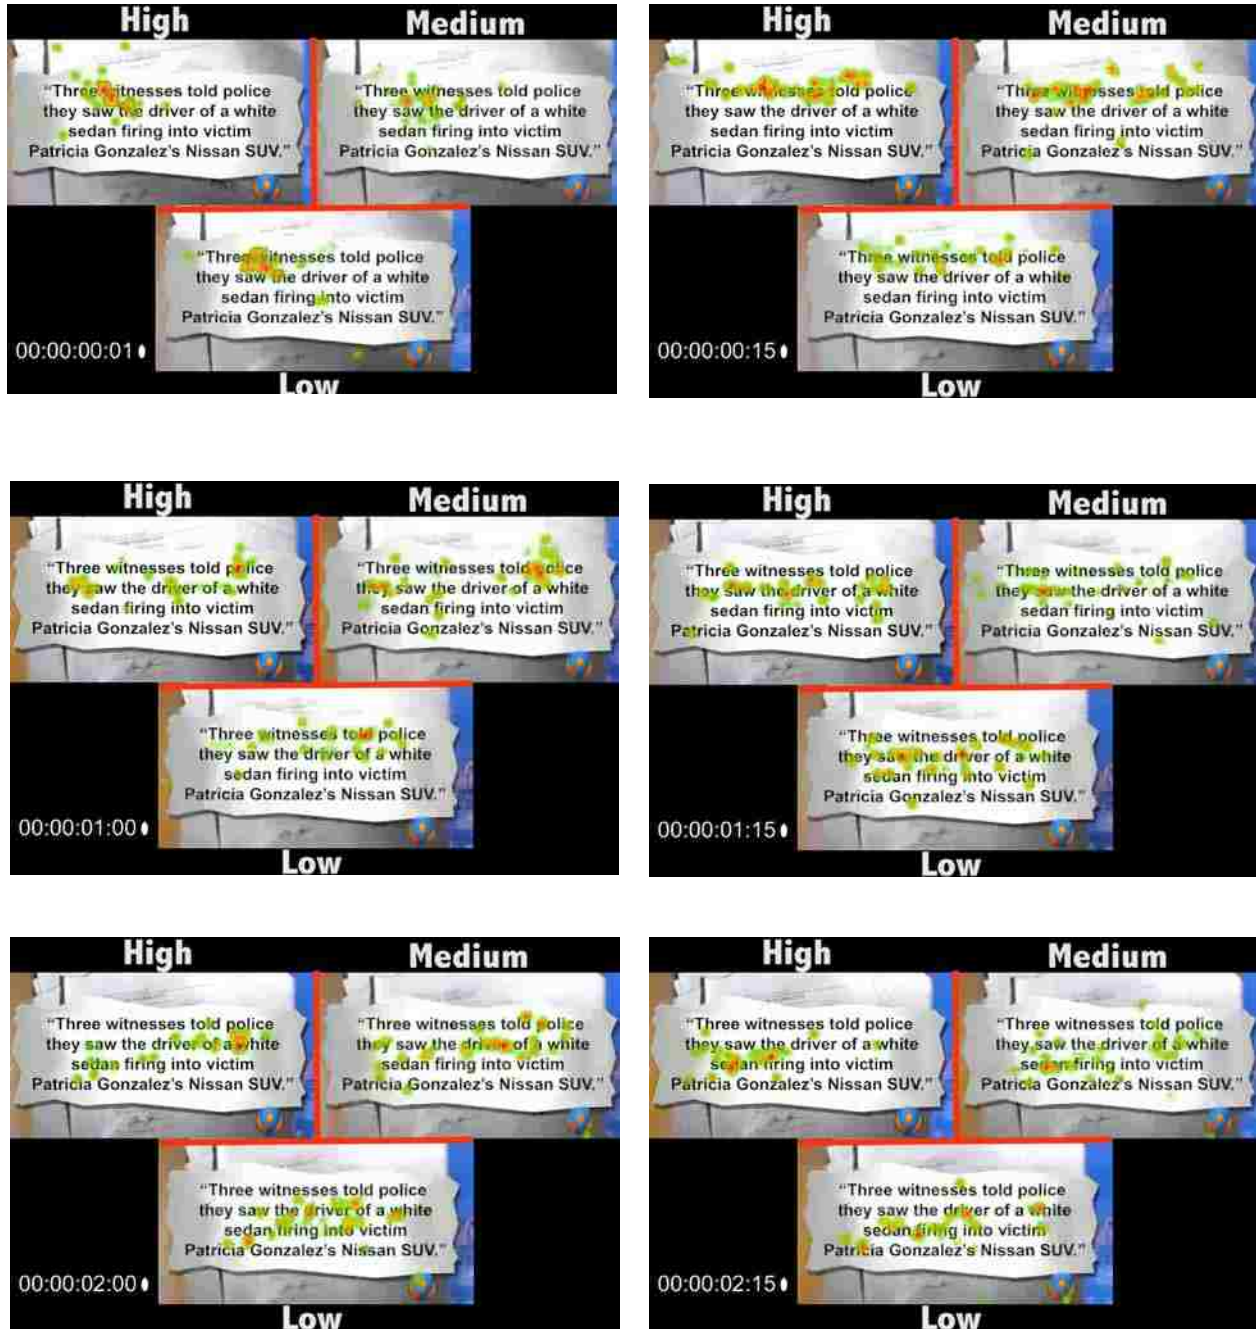 High Medium
“Three witnesses told police
they saw the driver of a white
sedan firing into victim
Patricia Gonzalez's Nissan SUV.”
“Three witnesses told police
they saw the driver of a white
sedan firing into victim
Patricia Gonzalez's Nissan SUV.”
“Three witnesses told police
they saw the driver of a white
sedan firing into victim
Patricia Gonzalez's Nissan SUV.”
00:00:00:01
Low
High Medium
“Three witnesses told police
they saw the driver of a white
sedan firing into victim
Patricia Gonzalez's Nissan SUV.”
“Three witnesses told police
they saw the driver of a white
sedan firing into victim
Patricia Gonzalez's Nissan SUV.”
“Three witnesses told police
they saw the driver of a white
sedan firing into victim
Patricia Gonzalez's Nissan SUV.”
00:00:00:15
Low
High Medium
“Three witnesses told police
they saw the driver of a white
sedan firing into victim
Patricia Gonzalez's Nissan SUV.”
“Three witnesses told police
they saw the driver of a white
sedan firing into victim
Patricia Gonzalez's Nissan SUV.”
“Three witnesses told police
they saw the driver of a white
sedan firing into victim
Patricia Gonzalez's Nissan SUV.”
00:00:01:00
Low
High Medium
“Three witnesses told police
they saw the driver of a white
sedan firing into victim
Patricia Gonzalez's Nissan SUV.”
“Three witnesses told police
they saw the driver of a white
sedan firing into victim
Patricia Gonzalez's Nissan SUV.”
“Three witnesses told police
they saw the driver of a white
sedan firing into victim
Patricia Gonzalez's Nissan SUV.”
00:00:01:15
Low
High Medium
“Three witnesses told police
they saw the driver of a white
sedan firing into victim
Patricia Gonzalez's Nissan SUV.”
“Three witnesses told police
they saw the driver of a white
sedan firing into victim
Patricia Gonzalez's Nissan SUV.”
“Three witnesses told police
they saw the driver of a white
sedan firing into victim
Patricia Gonzalez's Nissan SUV.”
00:00:02:00
Low
High Medium
“Three witnesses told police
they saw the driver of a white
sedan firing into victim
Patricia Gonzalez's Nissan SUV.”
“Three witnesses told police
they saw the driver of a white
sedan firing into victim
Patricia Gonzalez's Nissan SUV.”
“Three witnesses told police
they saw the driver of a white
sedan firing into victim
Patricia Gonzalez's Nissan SUV.”
00:00:02:15
Low